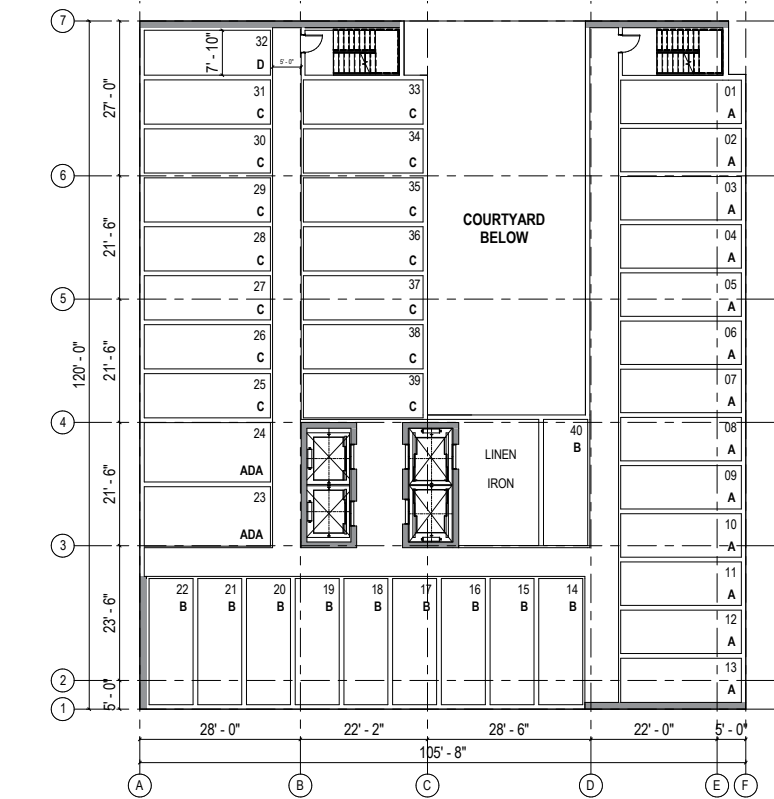 7
32
D
7' - 10"
5' - 0"
31
C
33
C
01
A
30
C
34
C
02
A
27' - 0"
6
29
C
35
C
03
A
COURTYARD
BELOW
28
C
36
C
04
A
21' - 6"
27
C
37
C
05
A
5
26
C
38
C
06
A
120' - 0"
21' - 6"
25
C
39
C
07
A
4
24
ADA
40
B
08
A
LINEN
IRON
21' - 6"
09
A
23
ADA
10
A
3
22
B
21
B
20
B
19
B
18
B
17
B
16
B
15
B
14
B
11
A
23' - 6"
12
A
2
13
A
5' - 0"
1
28' - 0"
22' - 2"
28' - 6"
22' - 0"
5' - 0"
105' - 8"
A
B
C
D
E
F